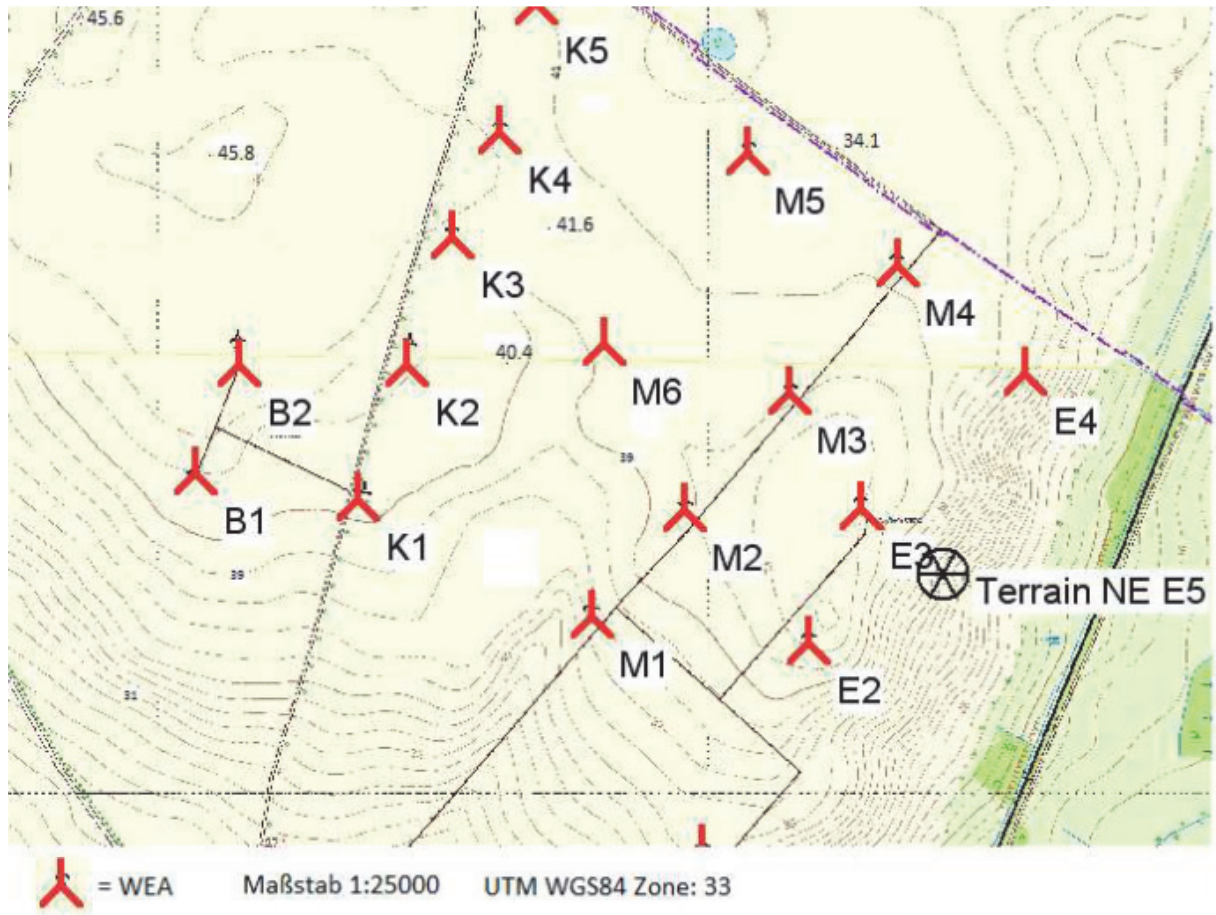 45.6
K5
41
34.1
45.8
K4
M5
41.6
K3
M4
40.4
M6
B2
K2
M3
E4
39
B1
K1
M2
E3
39
Terrain NE E5
M1
E2
31
= WEA Maßstab 1:25000 UTM WGS84 Zone: 33